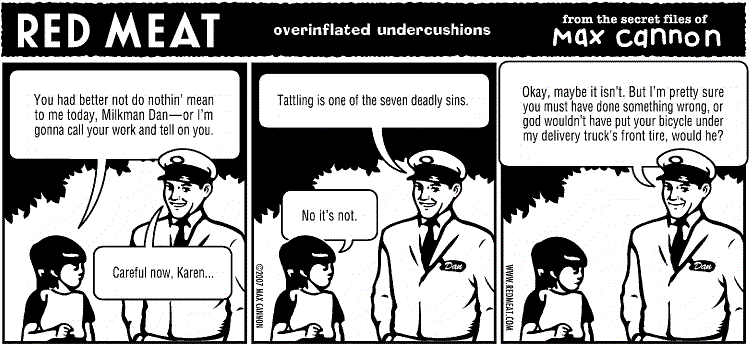 RED MEAT
overinflated undercushions
from the secret files of
Max cannon
You had better not do nothin' mean
to me today, Milkman Dan—or I'm
gonna call your work and tell on you.
Careful now, Karen...
©2007 MAX CANNON
Tattling is one of the seven deadly sins.
No it's not.
Dan
WWW.REDMEAT.COM
Okay, maybe it isn't. But I'm pretty sure
you must have done something wrong, or
god wouldn't have put your bicycle under
my delivery truck's front tire, would he?
Dan